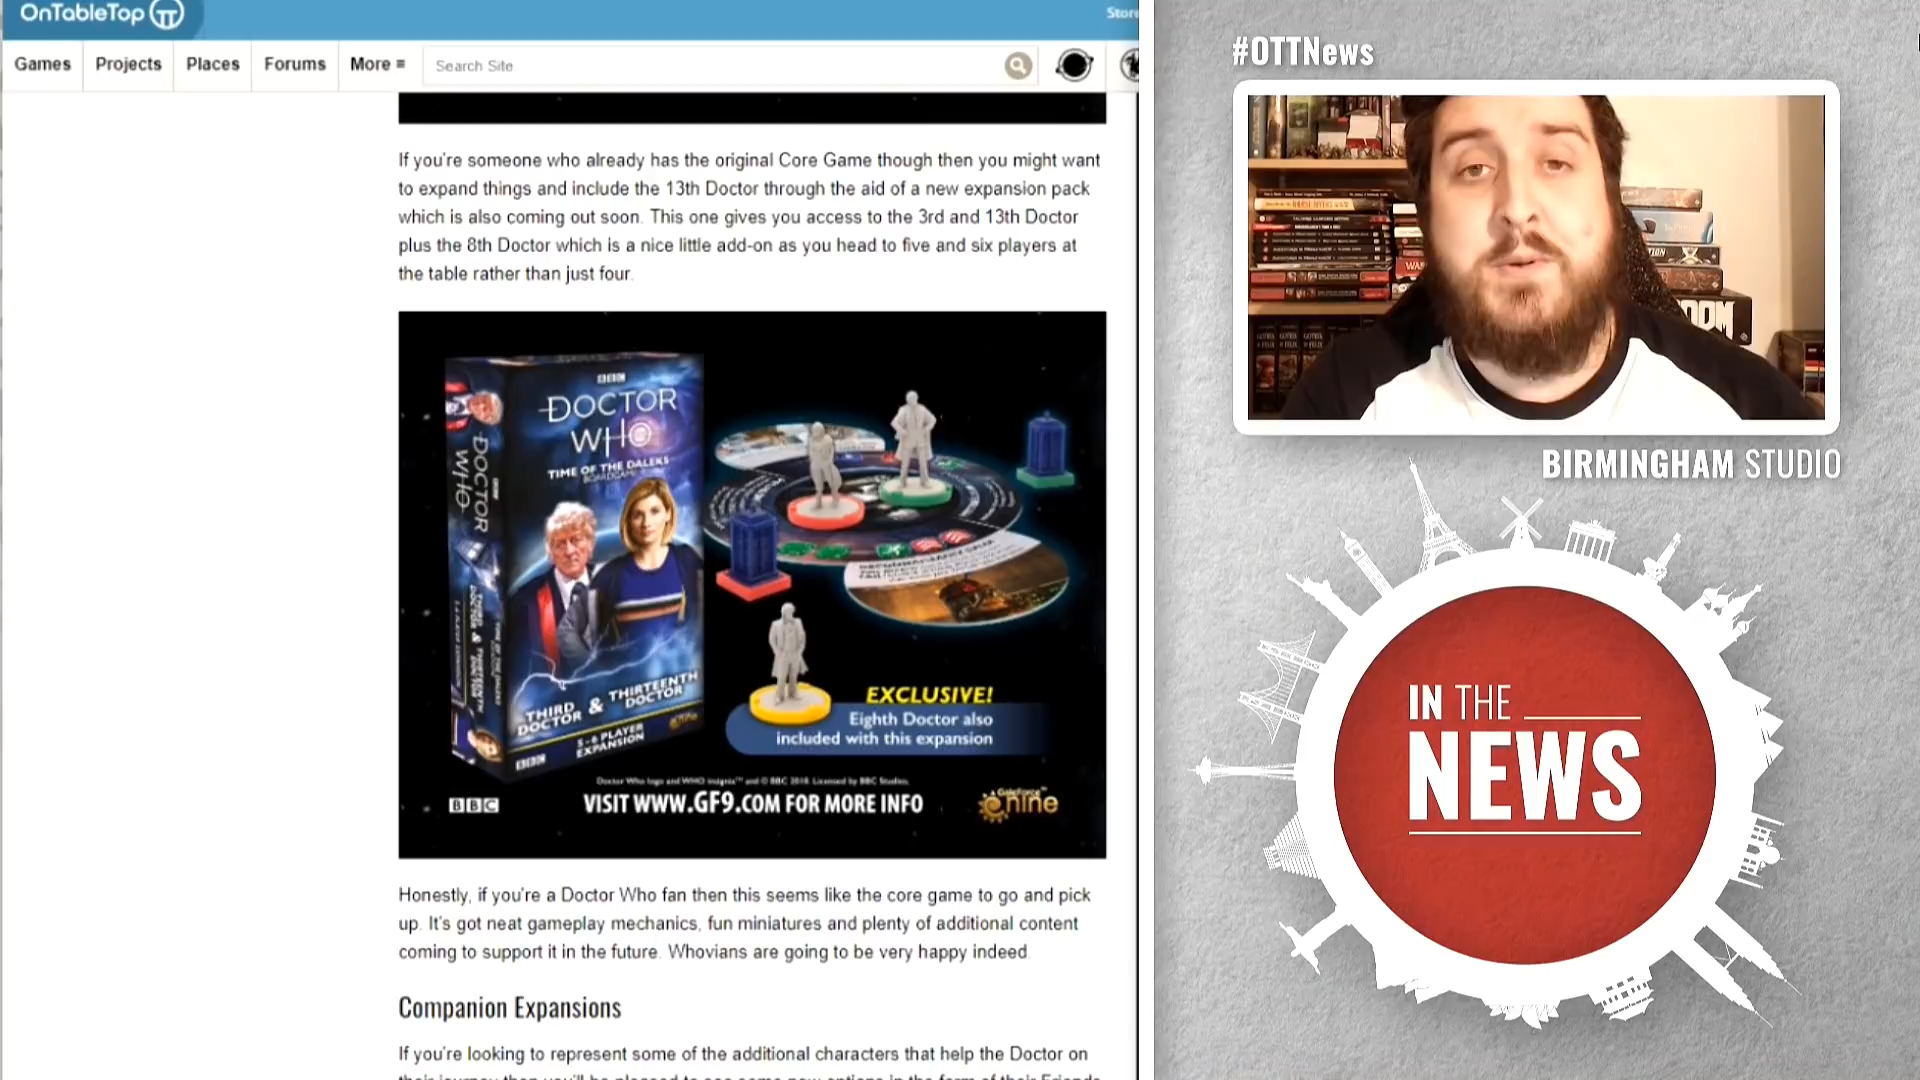 OnTableTop
Store
Games
Projects
Places
Forums
More ≡
Search Site
If you're someone who already has the original Core Game though then you might want
to expand things and include the 13th Doctor through the aid of a new expansion pack
which is also coming out soon. This one gives you access to the 3rd and 13th Doctor
plus the 8th Doctor which is a nice little add-on as you head to five and six players at
the table rather than just four.
BBC
DOCTOR
WHO
TIME OF THE DALEKS
BOARDGAME
DOCTOR
WHO
THIRD
DOCTOR
&
THIRTEENTH
DOCTOR
5-6 PLAYER
EXPANSION
BBC
EXCLUSIVE!
Eighth Doctor also
included with this expansion
Doctor Who logo and WHO insignia™ and © BBC 2018. Licensed by BBC Studios.
BBC
VISIT WWW.GF9.COM FOR MORE INFO
GaleForce
nine
Honestly, if you're a Doctor Who fan then this seems like the core game to go and pick
up. It's got neat gameplay mechanics, fun miniatures and plenty of additional content
coming to support it in the future. Whovians are going to be very happy indeed.
Companion Expansions
If you're looking to represent some of the additional characters that help the Doctor on
#OTTNews
BIRMINGHAM STUDIO
IN THE
NEWS